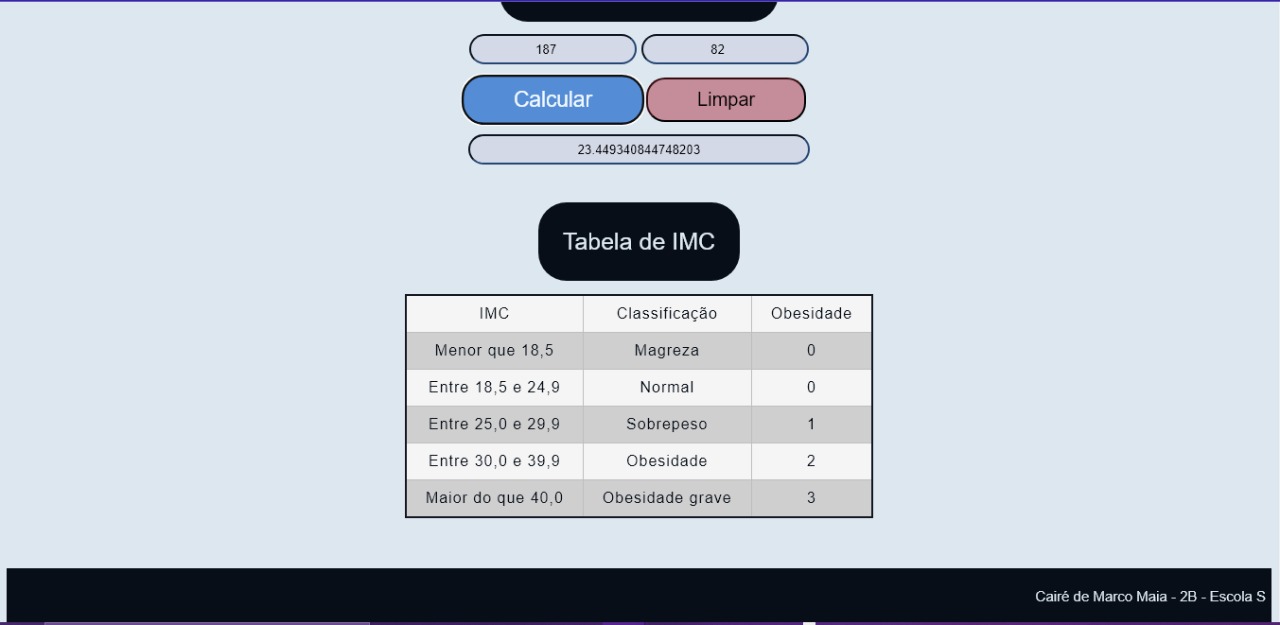 187 82
Calcular Limpar
23.449340844748203
Tabela de IMC
IMC Classificação Obesidade
Menor que 18,5 Magreza 0
Entre 18,5 e 24,9 Normal 0
Entre 25,0 e 29,9 Sobrepeso 1
Entre 30,0 e 39,9 Obesidade 2
Maior do que 40,0 Obesidade grave 3
Cairé de Marco Maia - 2B - Escola S